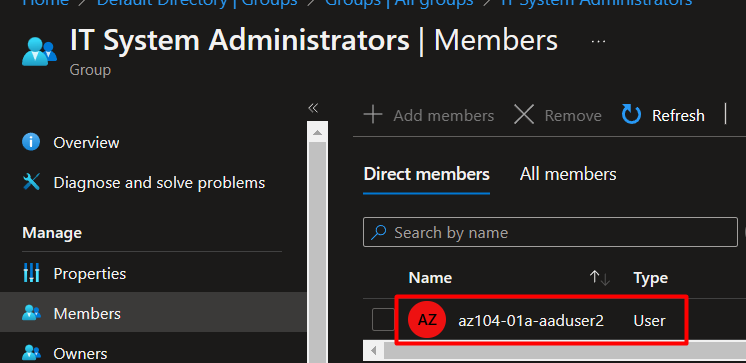 Home > Default Directory | Groups > Groups | All groups > IT System Administrators
IT System Administrators | Members ...
Group
«
Add members Remove Refresh
Overview
Diagnose and solve problems
Direct members All members
Manage
Search by name
Properties
Name Type
Members
AZ az104-01a-aaduser2 User
Owners